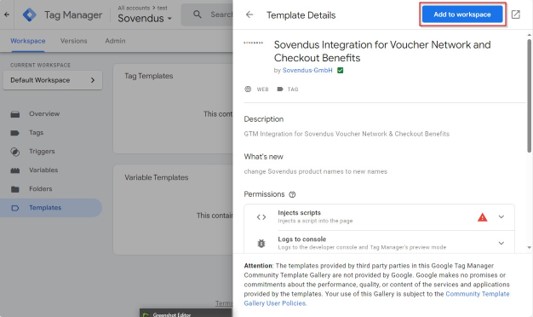 Tag Manager
All accounts > test
Sovendus
Search
Workspace Versions Admin
CURRENT WORKSPACE
Default Workspace
Overview
Tags
Triggers
Variables
Folders
Templates
Tag Templates
This cont
Variable Templates
This contai
Terms
Greenshot Editor
Template Details
Add to workspace
Sovendus Integration for Voucher Network and
Checkout Benefits
by Sovendus-GmbH
WEB TAG
Description
GTM Integration for Sovendus Voucher Network & Checkout Benefits
What's new
change Sovendus product names to new names
Permissions
Injects scripts
Injects a script into the page
Logs to console
Logs to the developer console and Tag Manager's preview mode
Attention: The templates provided by third party parties in this Google Tag Manager
Community Template Gallery are not provided by Google. Google makes no promises or
commitments about the performance, quality, or content of the services and applications
provided by the templates. Your use of this Gallery is subject to the Community Template
Gallery User Policies.